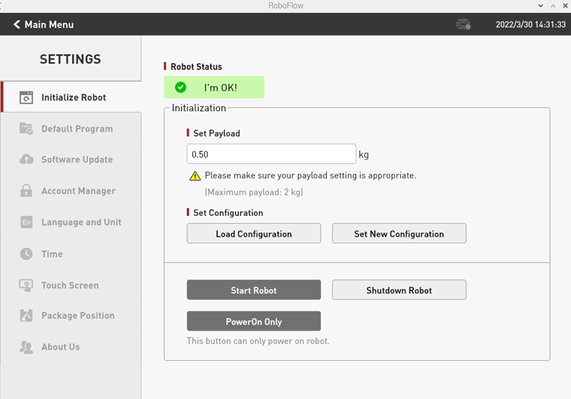 RoboFlow
Main Menu
2022/3/30 14:31:33
SETTINGS
Initialize Robot
Default Program
Software Update
Account Manager
Language and Unit
Time
Touch Screen
Package Position
About Us
Robot Status
I'm OK!
Initialization
Set Payload
0.50 kg
Please make sure your payload setting is appropriate.
(Maximum payload: 2 kg)
Set Configuration
Load Configuration Set New Configuration
Start Robot Shutdown Robot
PowerOn Only
This button can only power on robot.